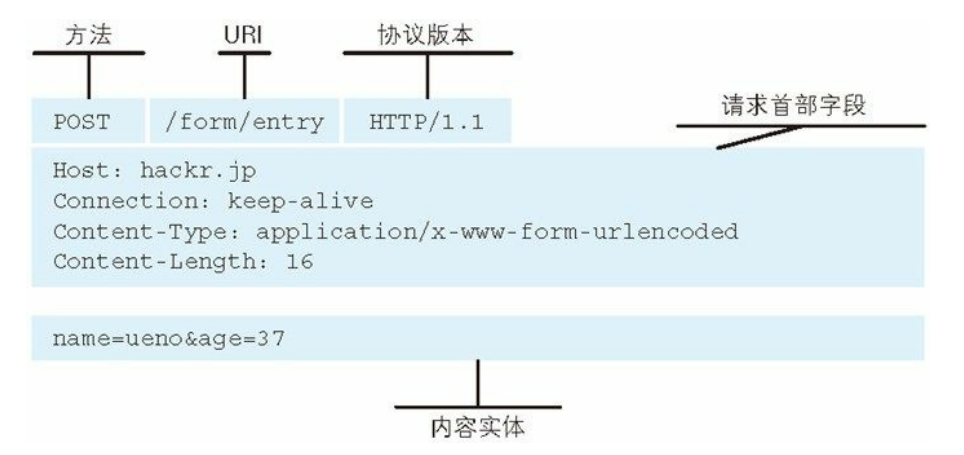 方法 URI 协议版本
POST /form/entry HTTP/1.1
请求首部字段
Host: hackr.jp
Connection: keep-alive
Content-Type: application/x-www-form-urlencoded
Content-Length: 16
name=ueno&age=37
内容实体